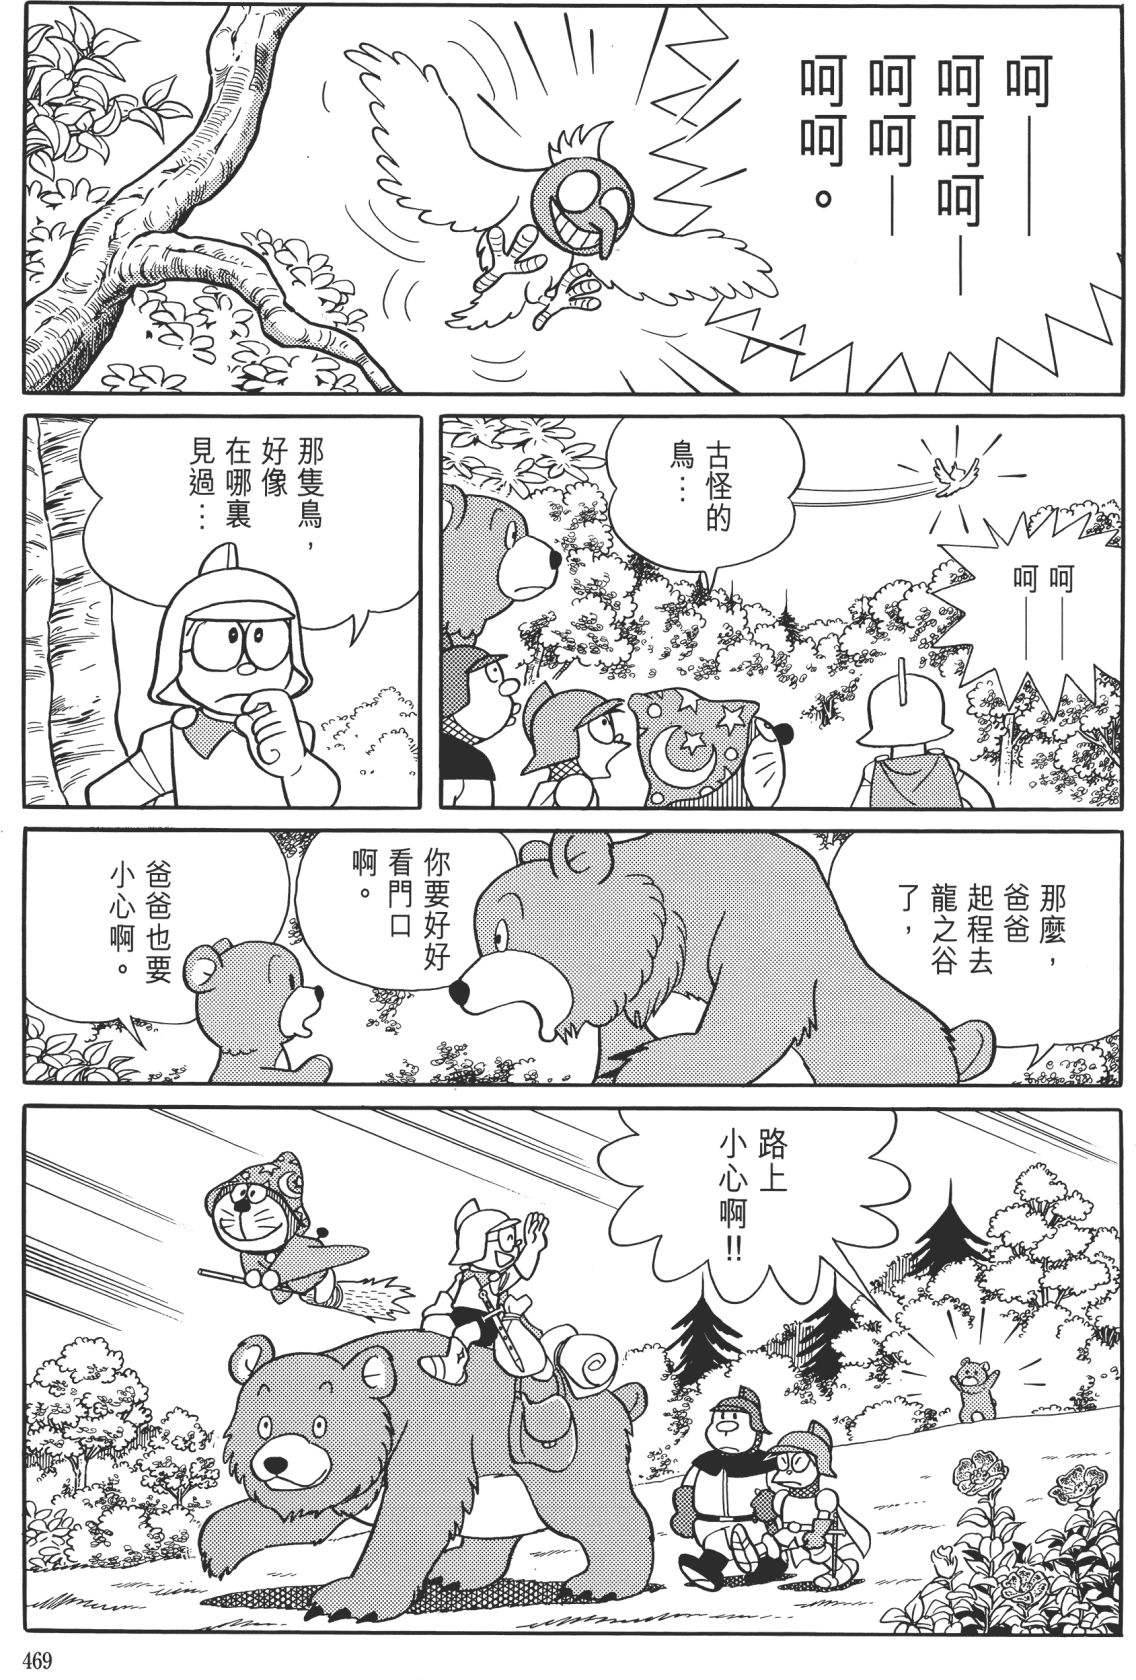 呵——
呵呵呵—
呵呵—
呵呵。
呵——
呵——
古怪的
鳥…
那隻鳥，
好像
在哪裏
見過…
那麼，
爸爸
起程去
龍之谷
了，
你要好好
看門口
啊。
爸爸也要
小心啊。
路上
小心啊!!
469